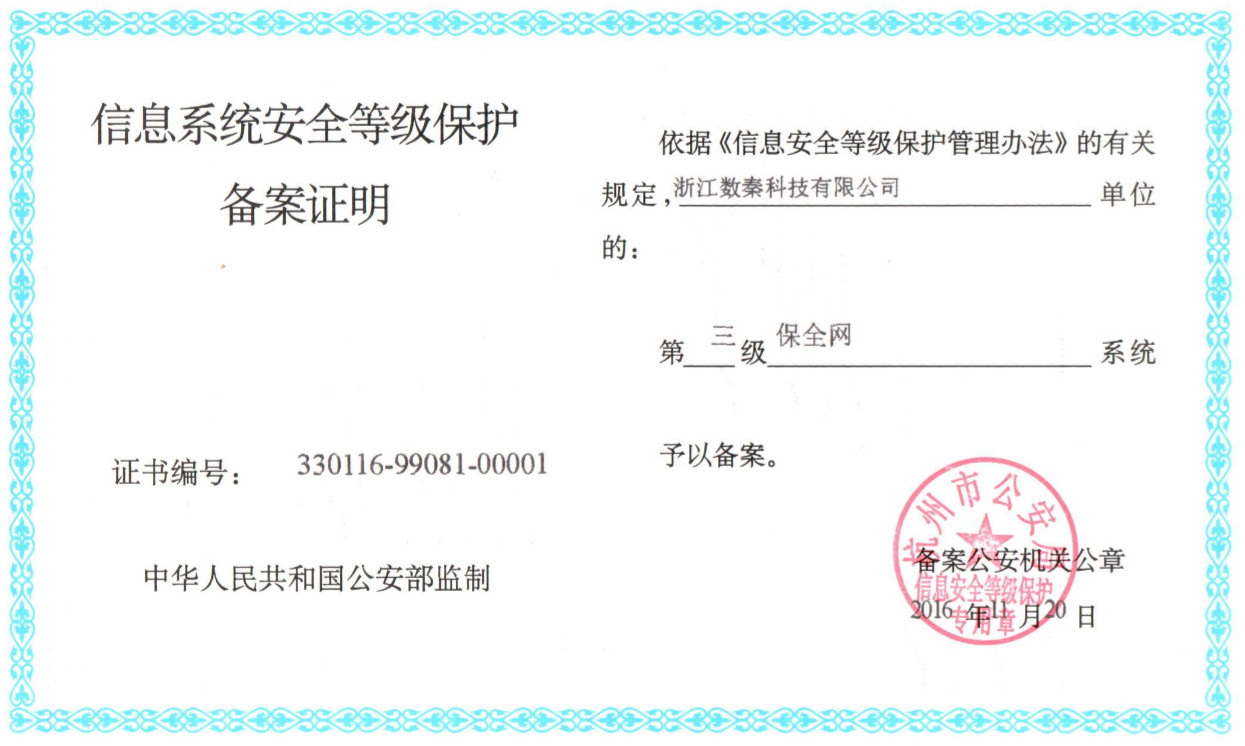 信息系统安全等级保护
备案证明
证书编号： 330116-99081-00001
中华人民共和国公安部监制
依据《信息安全等级保护管理办法》的有关
规定，浙江数秦科技有限公司 单位
的：
第 三 级 保全网 系统
予以备案。
杭州市公安局
备案公安机关公章
信息安全等级保护
2016 年 11 月 20 日
专用章